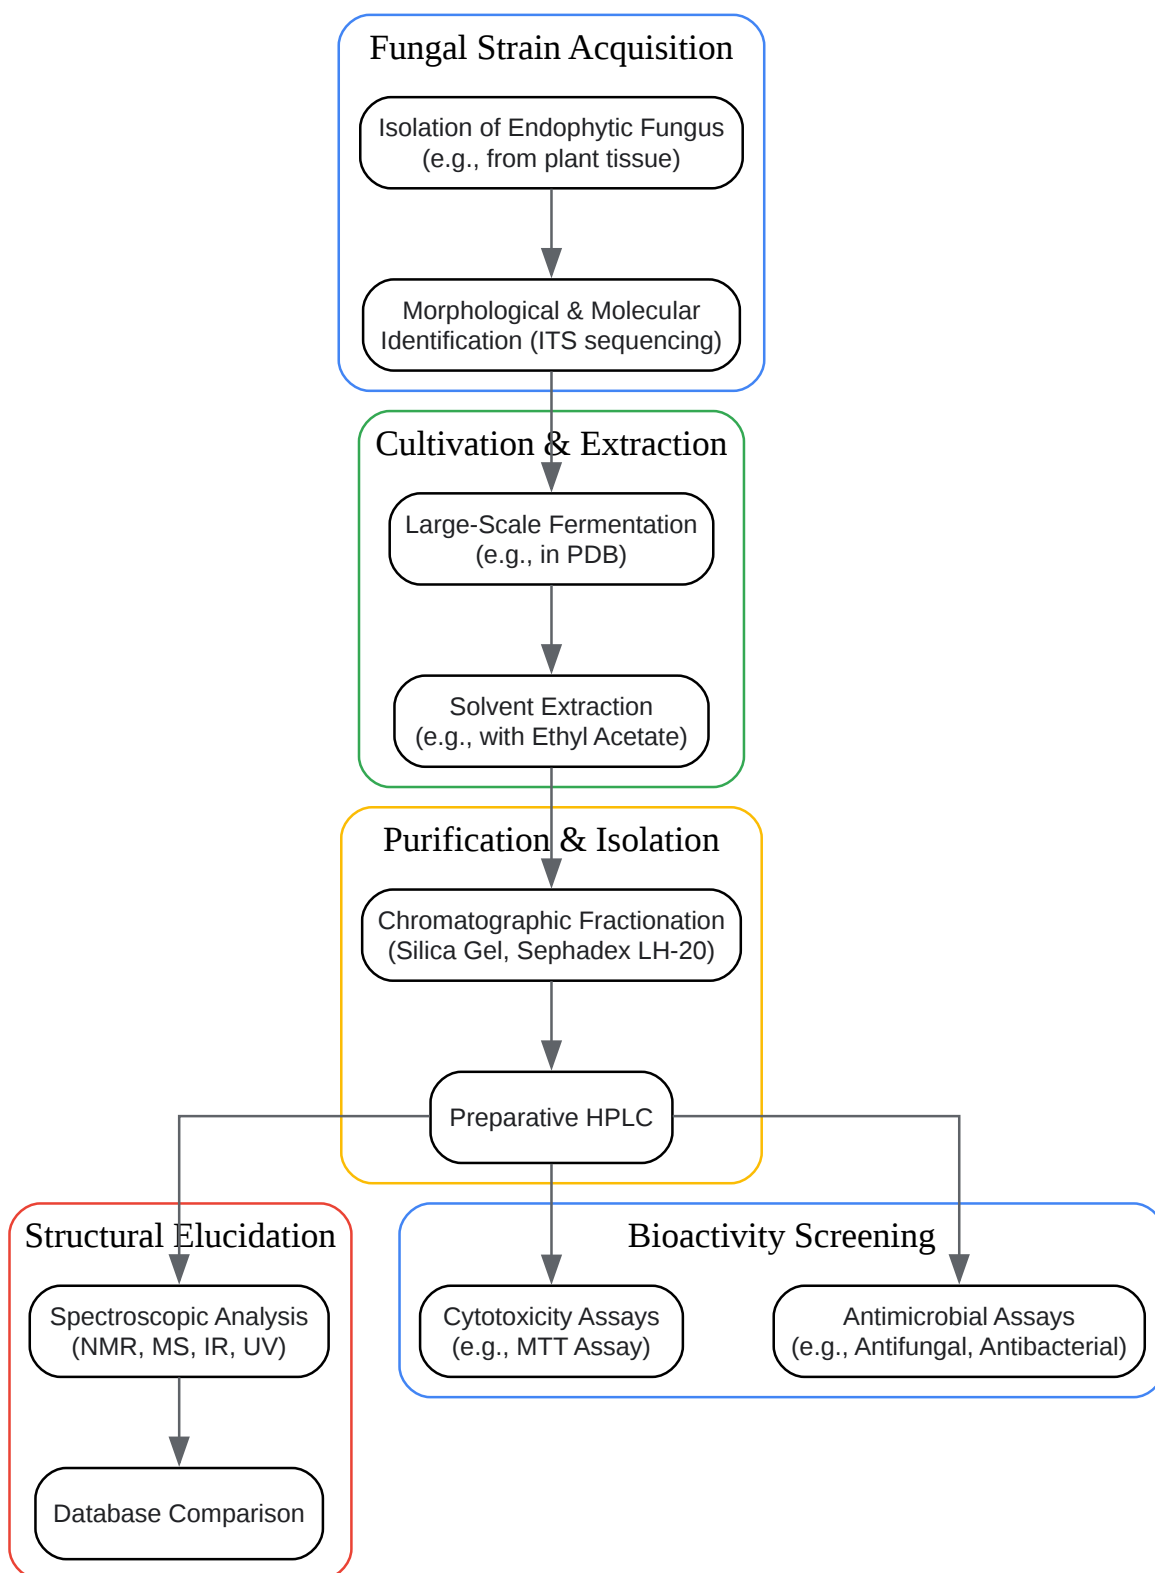 Fungal Strain Acquisition
Isolation of Endophytic Fungus
(e.g., from plant tissue)
Morphological & Molecular
Identification (ITS sequencing)
Cultivation & Extraction
Large-Scale Fermentation
(e.g., in PDB)
Solvent Extraction
(e.g., with Ethyl Acetate)
Purification & Isolation
Chromatographic Fractionation
(Silica Gel, Sephadex LH-20)
Preparative HPLC
Structural Elucidation
Spectroscopic Analysis
(NMR, MS, IR, UV)
Database Comparison
Bioactivity Screening
Cytotoxicity Assays
(e.g., MTT Assay)
Antimicrobial Assays
(e.g., Antifungal, Antibacterial)